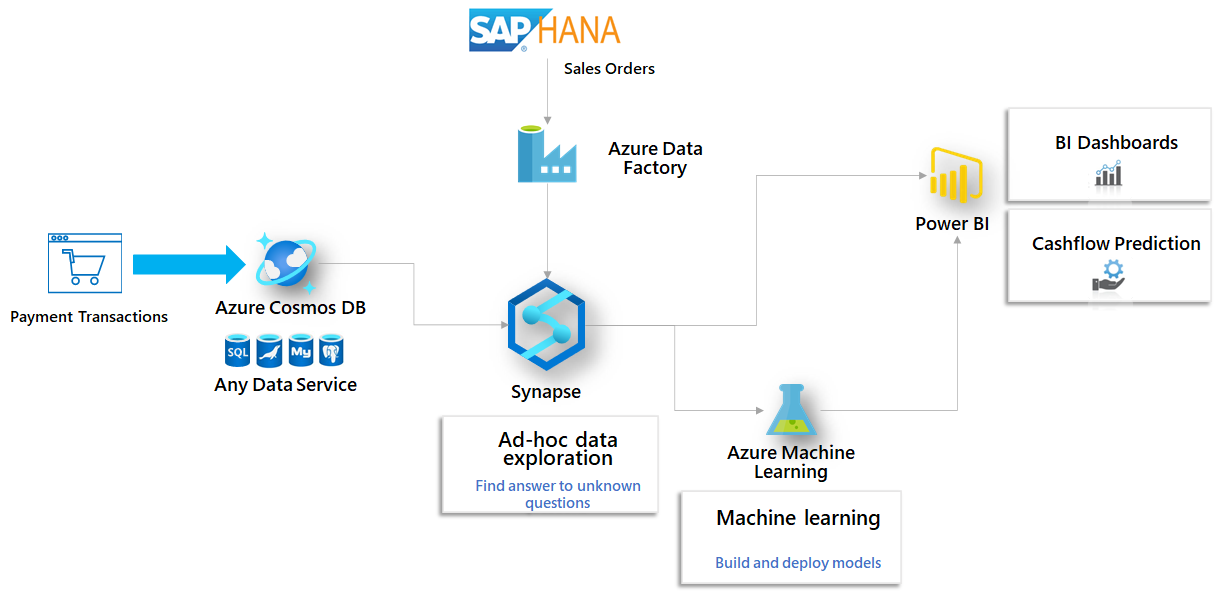 SAP HANA
®
Sales Orders
Azure Data
Factory
BI Dashboards
Power BI
Cashflow Prediction
Payment Transactions
Azure Cosmos DB
SQL
My
Any Data Service
Synapse
Ad-hoc data
exploration
Find answer to unknown
questions
Azure Machine
Learning
Machine learning
Build and deploy models